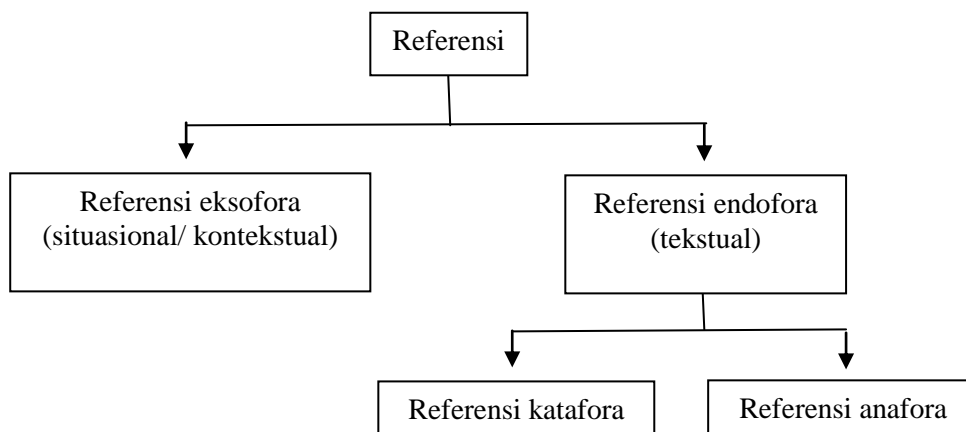 Referensi
Referensi eksofora
(situasional/ kontekstual)
Referensi endofora
(tekstual)
Referensi katafora
Referensi anafora